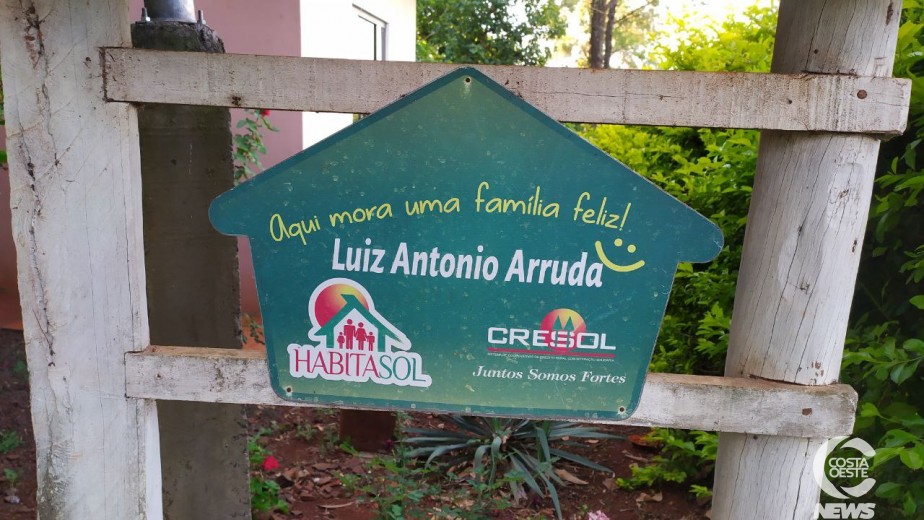 Aqui mora uma família feliz!
Luiz Antonio Arruda
HABITASOL
CRESOL
Juntos Somos Fortes
COSTA
OESTE
NEWS